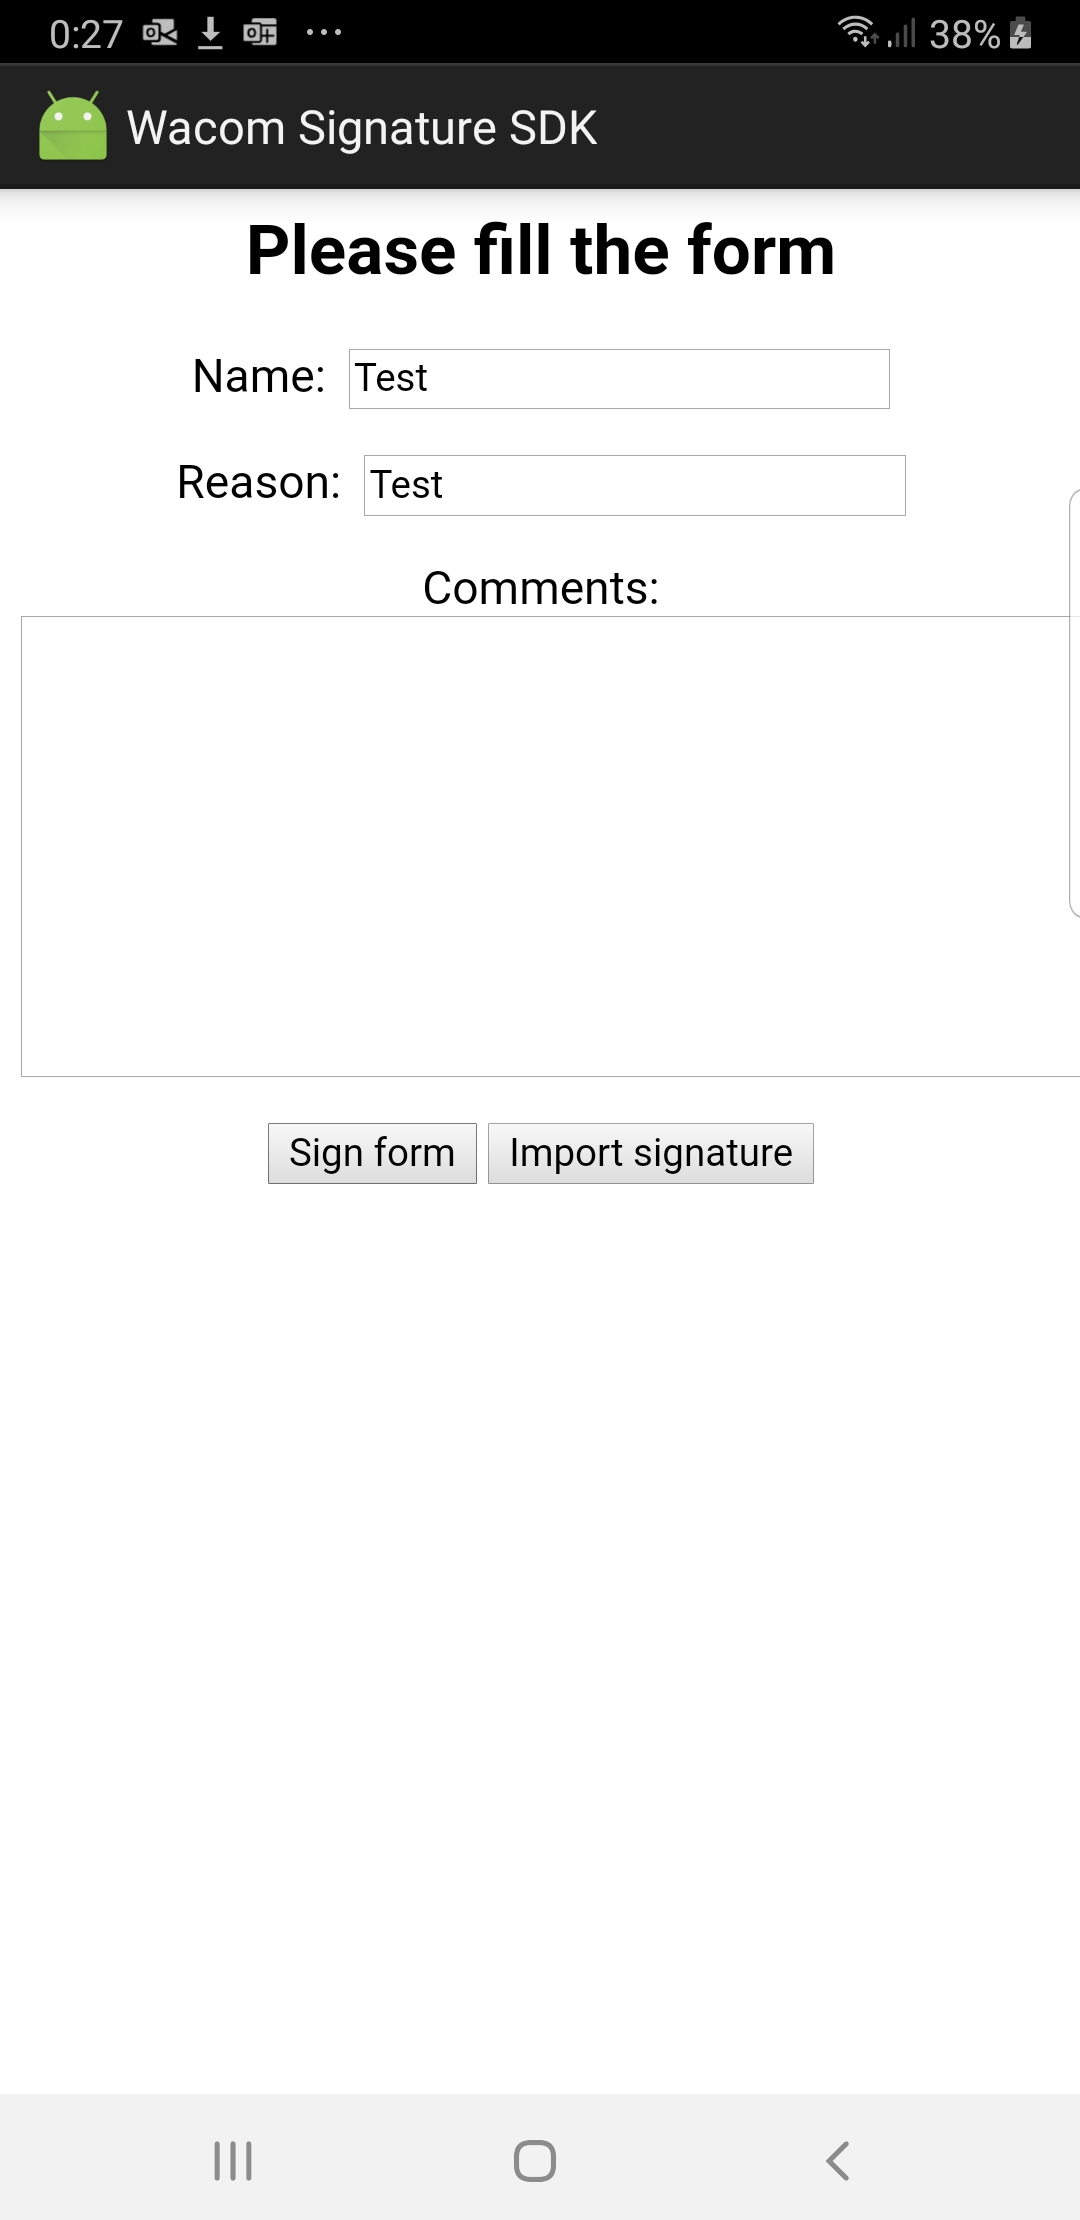 0:27 38%
Wacom Signature SDK
Please fill the form
Name: Test
Reason: Test
Comments:
Sign form Import signature